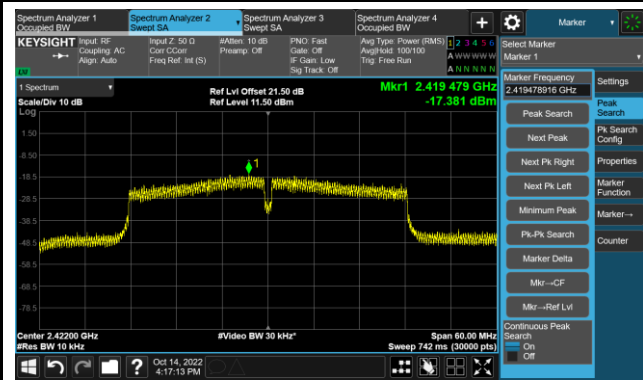 Spectrum Analyzer 1
Occupied BW
Spectrum Analyzer 2
Swept SA
Spectrum Analyzer 3
Swept SA
Spectrum Analyzer 4
Occupied BW
+
Marker
KEYSIGHT
Input: RF
Coupling: AC
Align: Auto
Input Z: 50 Ω
Corr CCorr
Freq Ref: Int (S)
#Atten: 10 dB
Preamp: Off
PNO: Fast
Gate: Off
IF Gain: Low
Sig Track: Off
Avg Type: Power (RMS)
Avg|Hold: 100/100
Trig: Free Run
1 2 3 4 5 6
A W W W W W
A N N N N N
LXI
Select Marker
Marker 1
Marker Frequency
2.419478916 GHz
Peak Search
Next Peak
Next Pk Right
Next Pk Left
Minimum Peak
Pk-Pk Search
Marker Delta
Mkr→CF
Mkr→Ref Lvl
Continuous Peak
Search
On
Off
Settings
Peak
Search
Pk Search
Config
Properties
Marker
Function
Marker→
Counter
1 Spectrum
Scale/Div 10 dB
Log
Ref Lvl Offset 21.50 dB
Ref Level 11.50 dBm
Mkr1 2.419 479 GHz
-17.381 dBm
1.50
-8.50
-18.5
-28.5
-38.5
-48.5
-58.5
-68.5
-78.5
1
Center 2.42200 GHz
#Res BW 10 kHz
#Video BW 30 kHz*
Span 60.00 MHz
Sweep 742 ms (30000 pts)
?
Oct 14, 2022
4:17:13 PM